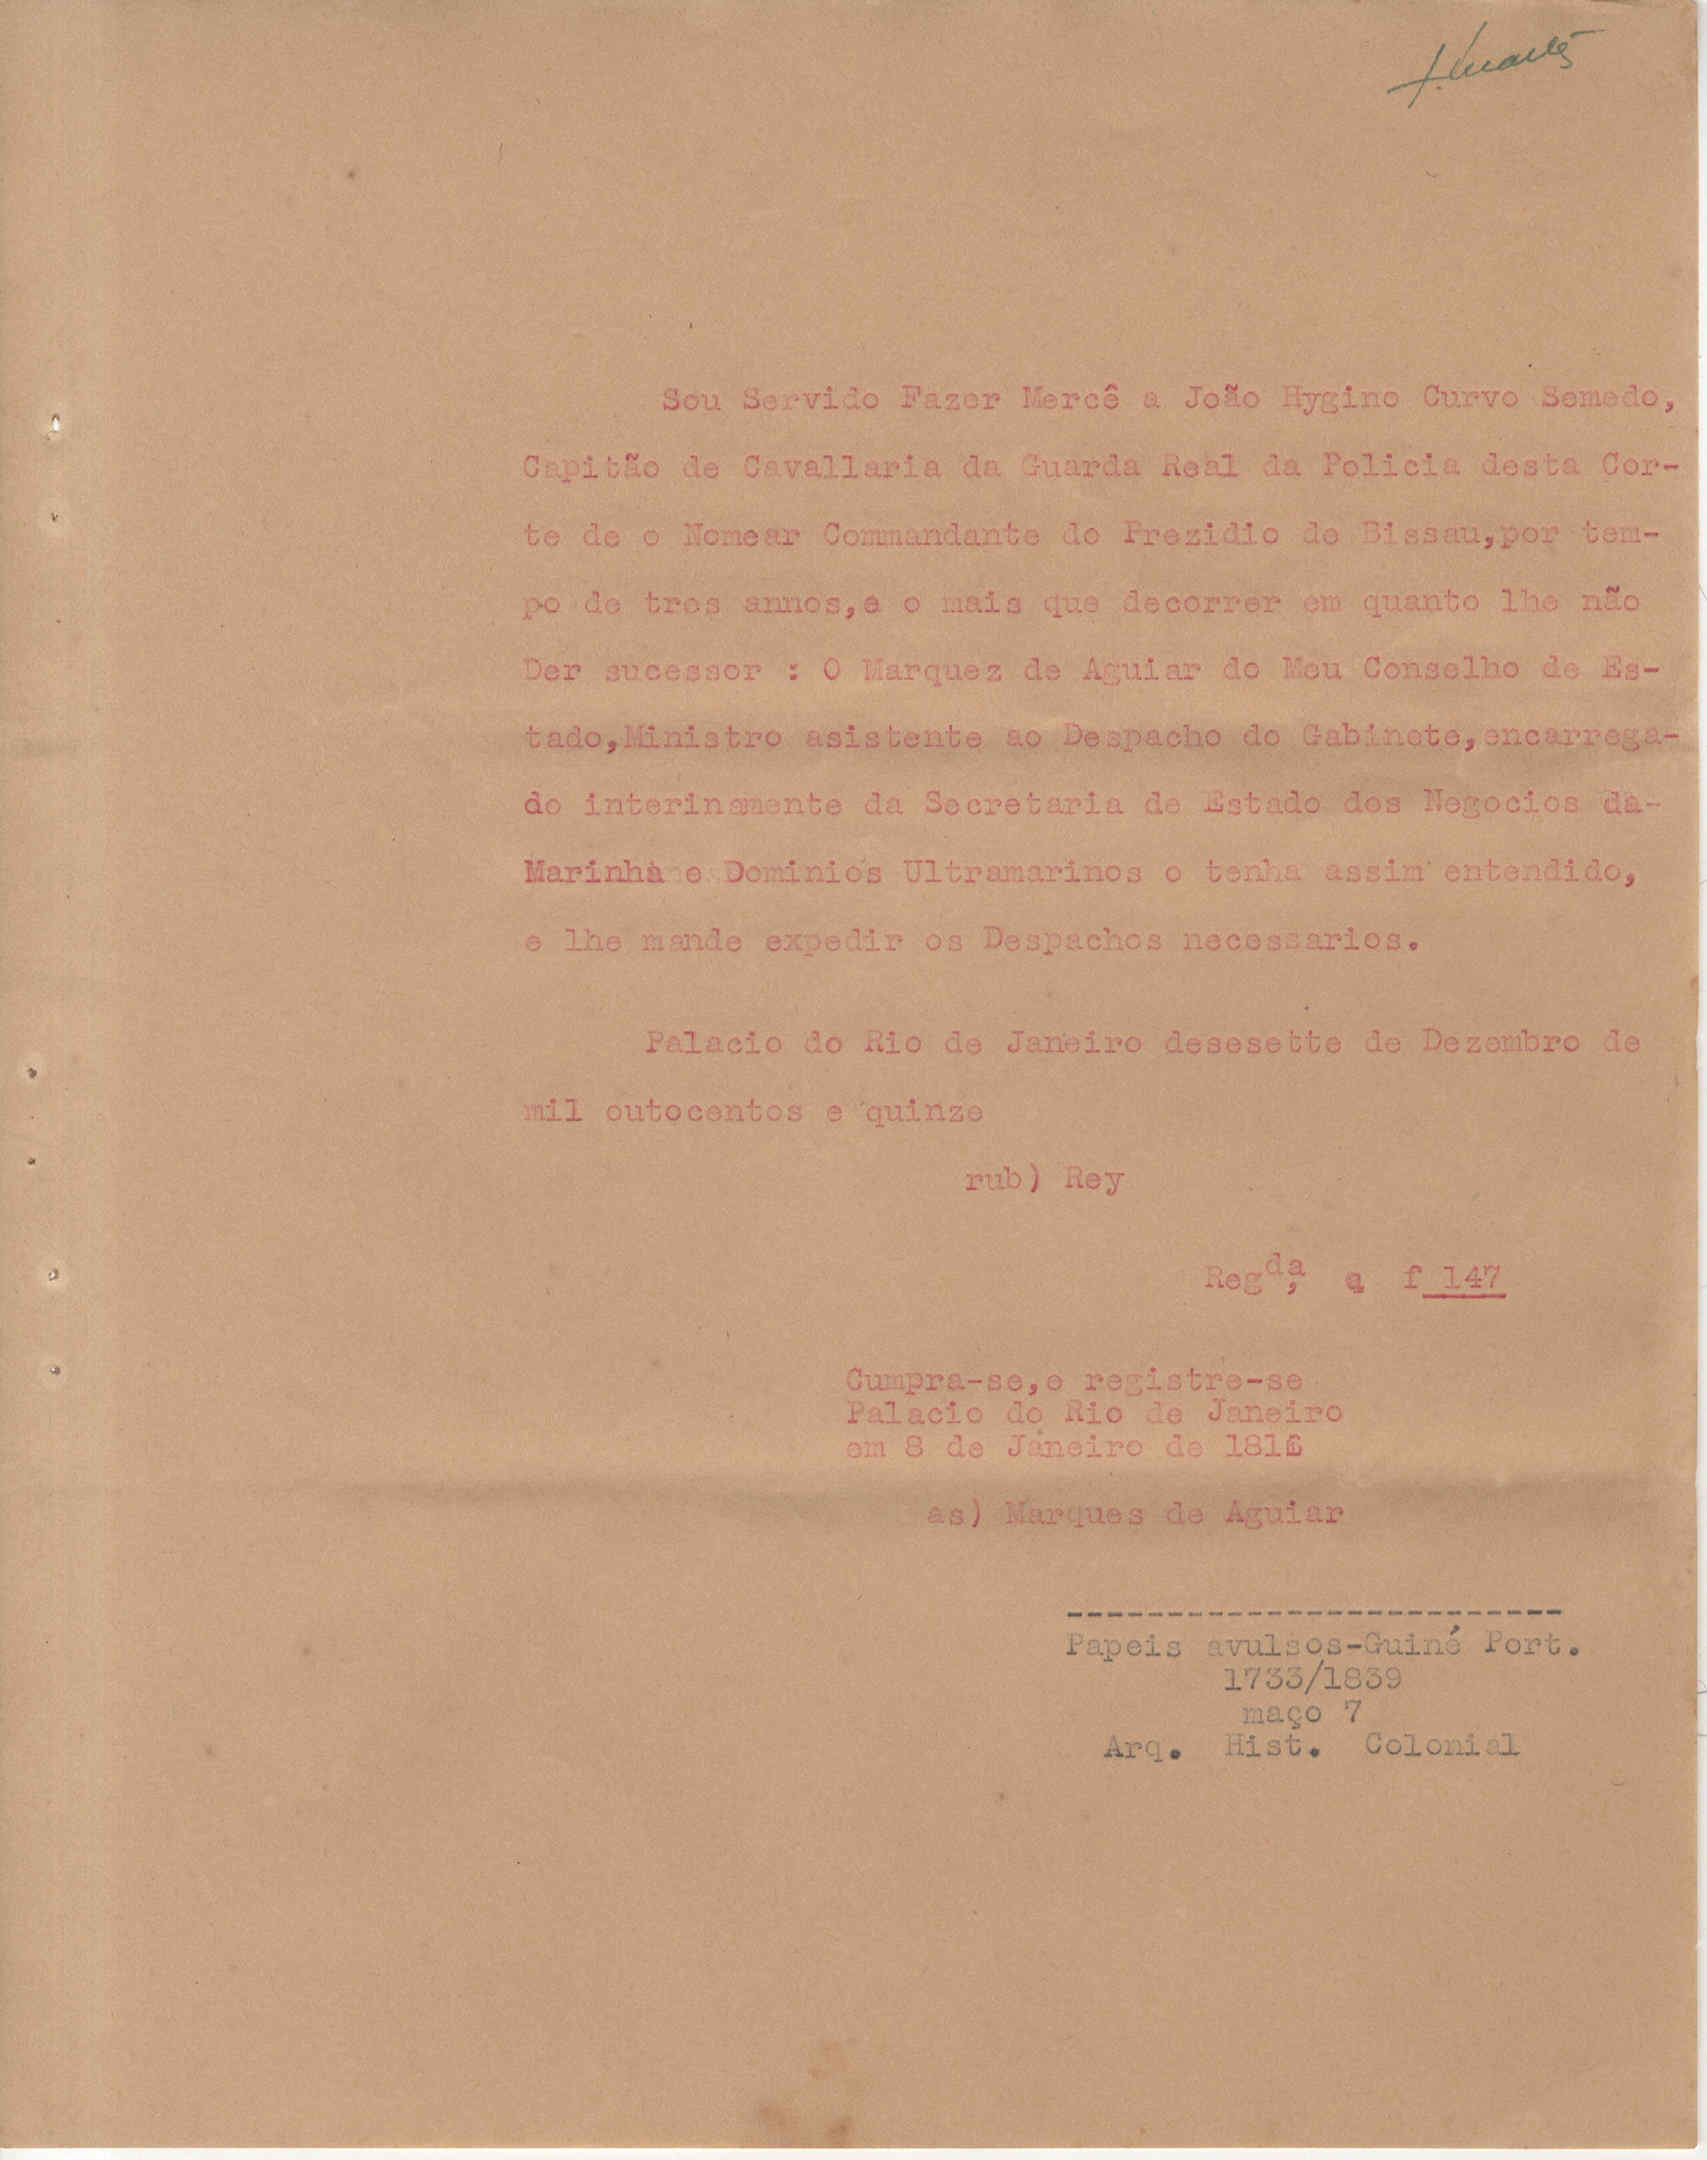 Sou Servido Fazer Mercê a João Hygino Curvo Semedo,
Capitão de Cavallaria da Guarda Real da Policia desta Cor-
te de o Nomear Commandante do Prezidio de Bissau,por tem-
po de tres annos,e o mais que decorrer em quanto lhe não
Der sucessor : O Marquez de Aguiar do Meu Conselho de Es-
tado,Ministro asistente ao Despacho do Gabinete,encarrega-
do interinamente da Secretaria de Estado dos Negocios da-
Marinha e Dominios Ultramarinos o tenha assim entendido,
e lhe mande expedir os Despachos necessarios.
Palacio do Rio de Janeiro desesette de Dezembro de
mil outocentos e quinze
rub) Rey
Regda, a f 147
Cumpra-se,e registre-se
Palacio do Rio de Janeiro
em 8 de Janeiro de 1816
as) Marques de Aguiar
--------------------------
Papeis avulsos-Guiné Port.
1733/1839
maço 7
Arq. Hist. Colonial